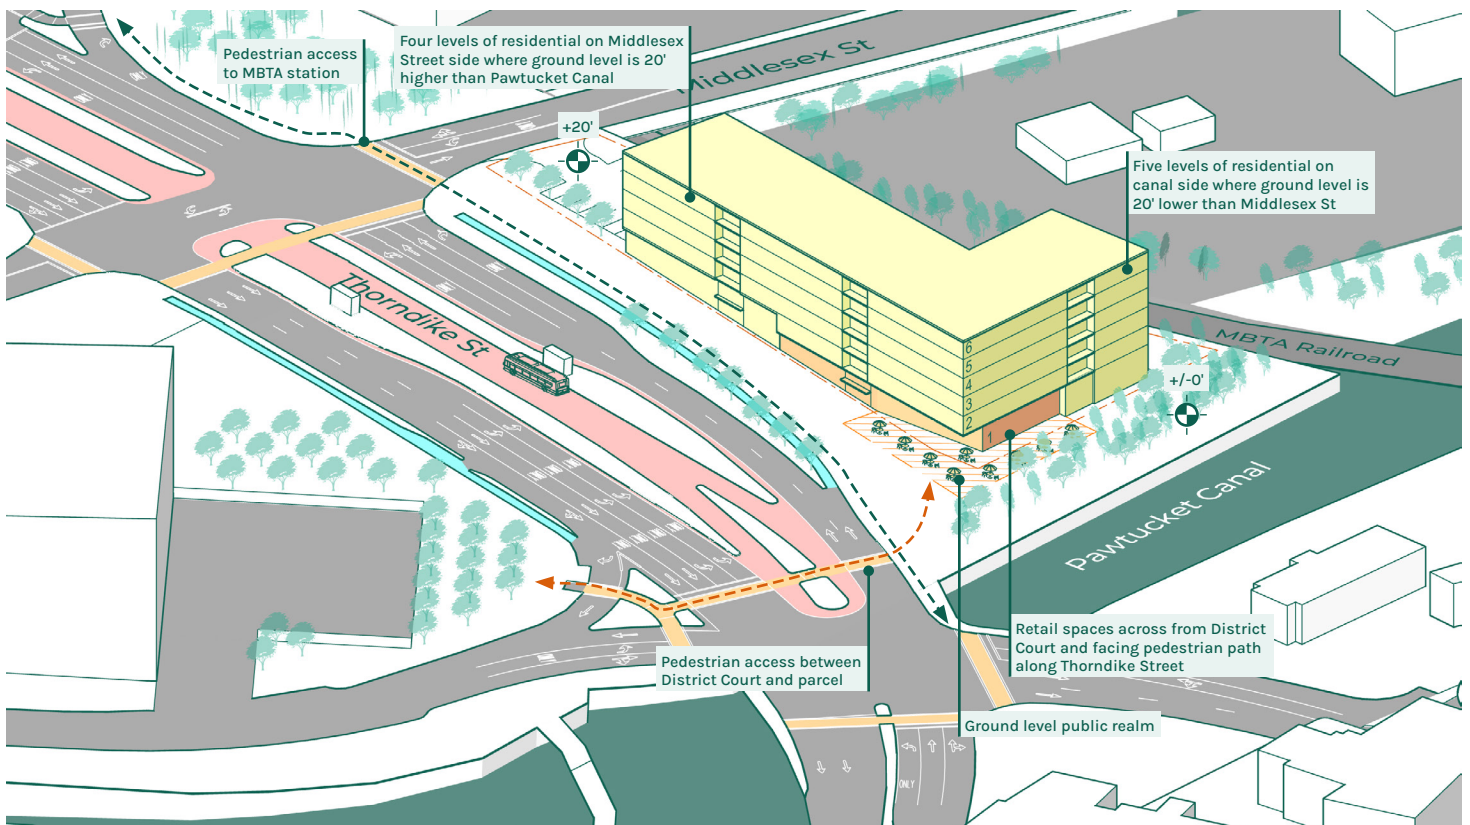 Pedestrian access
to MBTA station
Four levels of residential on Middlesex
Street side where ground level is 20'
higher than Pawtucket Canal
Middlesex St
+20'
Five levels of residential on
canal side where ground level is
20' lower than Middlesex St
Thorndike St
MBTA Railroad
+/-0'
6
5
4
3
2
1
Pawtucket Canal
Retail spaces across from District
Court and facing pedestrian path
along Thorndike Street
Pedestrian access between
District Court and parcel
Ground level public realm
ONLY